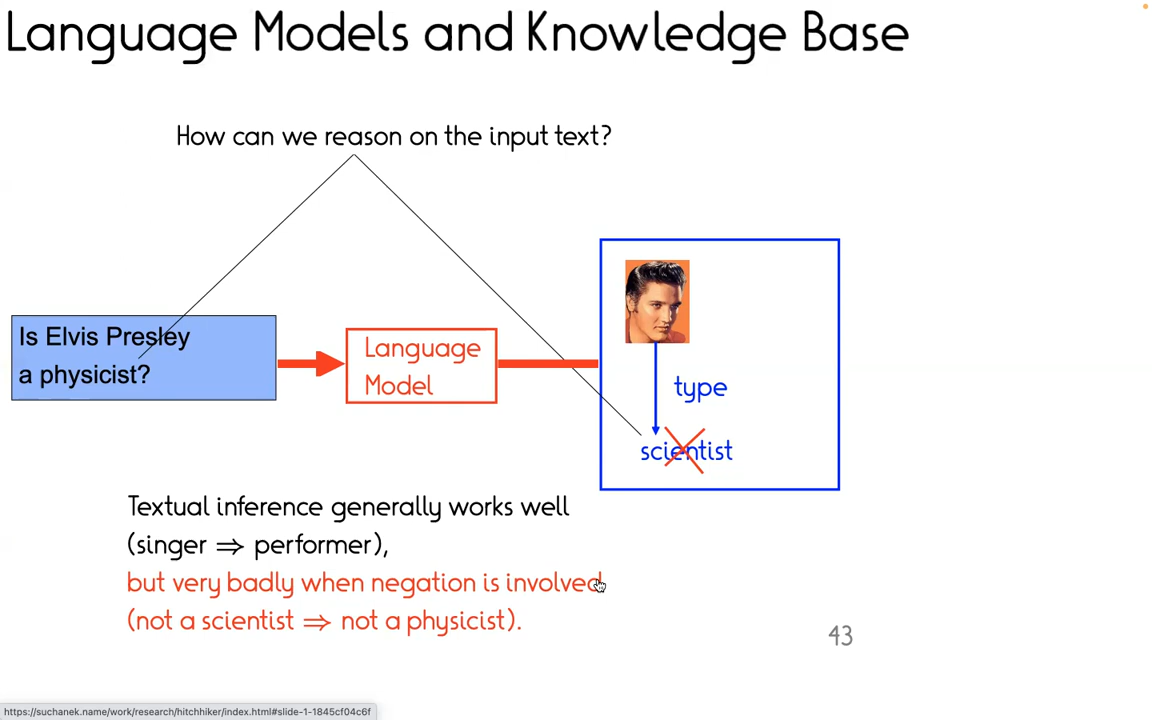 Language Models and Knowledge Base
How can we reason on the input text?
Is Elvis Presley
a physicist?
Language
Model
type
scientist
Textual inference generally works well
(singer ⇒ performer),
but very badly when negation is involved
(not a scientist ⇒ not a physicist).
43
https://suchanek.name/work/research/hitchhiker/index.html#slide-1-1845cf04c6f